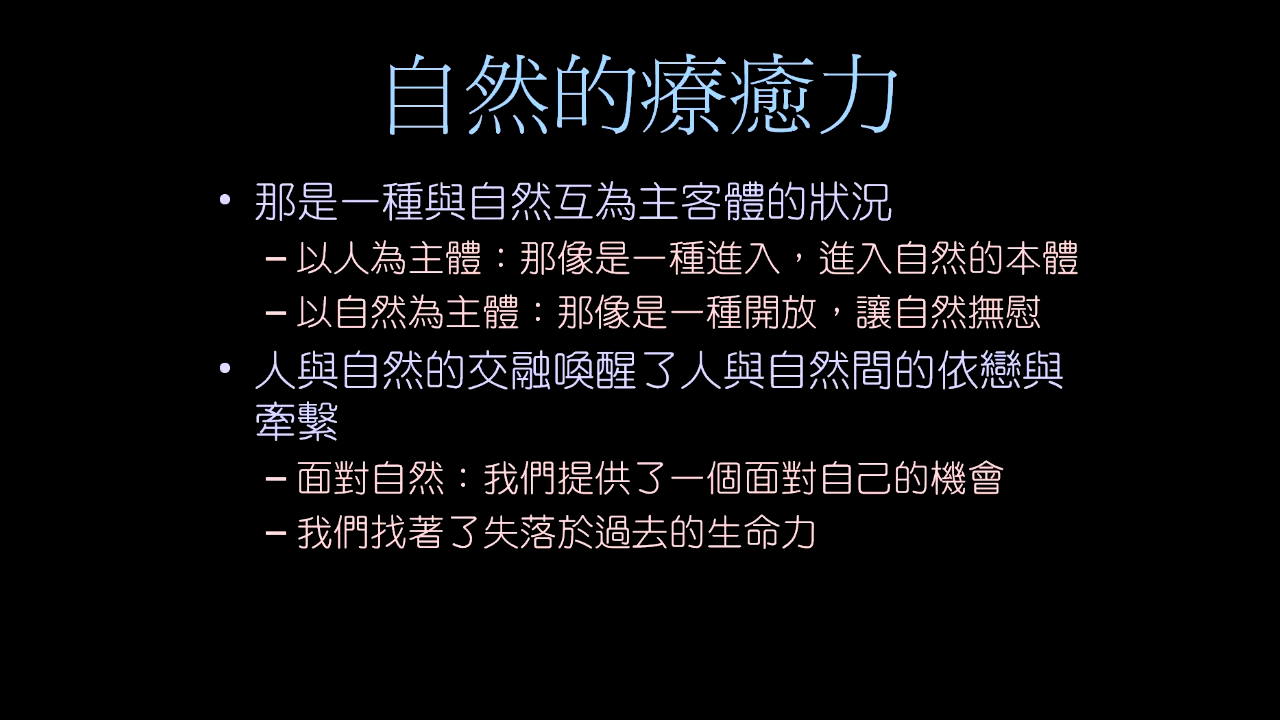 自然的療癒力
• 那是一種與自然互為主客體的狀況
– 以人為主體：那像是一種進入，進入自然的本體
– 以自然為主體：那像是一種開放，讓自然撫慰
• 人與自然的交融喚醒了人與自然間的依戀與
牽繫
– 面對自然：我們提供了一個面對自己的機會
– 我們找著了失落於過去的生命力